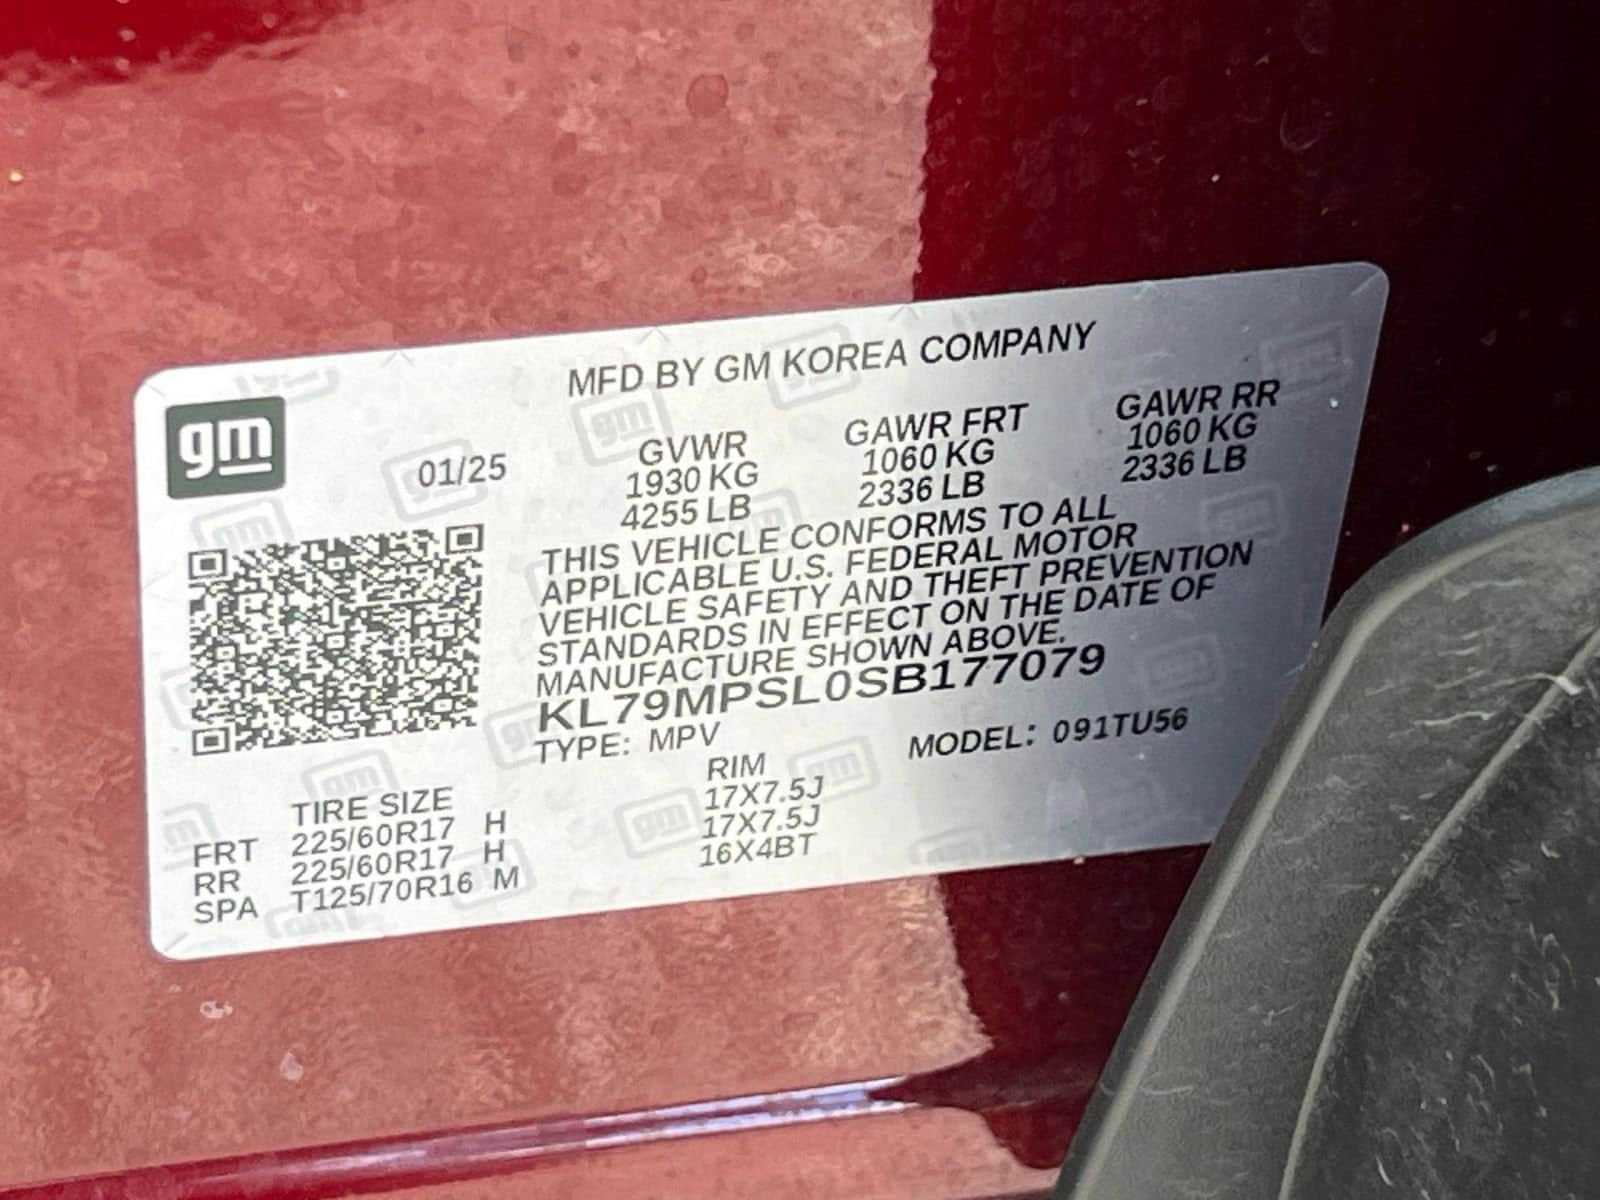 MFD BY GM KOREA COMPANY
gm
01/25
GVWR
1930 KG
4255 LB
GAWR FRT
1060 KG
2336 LB
GAWR RR
1060 KG
2336 LB
THIS VEHICLE CONFORMS TO ALL
APPLICABLE U.S. FEDERAL MOTOR
VEHICLE SAFETY AND THEFT PREVENTION
STANDARDS IN EFFECT ON THE DATE OF
MANUFACTURE SHOWN ABOVE.
KL79MPSL0SB177079
TYPE: MPV MODEL: 091TU56
TIRE SIZE RIM
FRT 225/60R17 H 17X7.5J
RR 225/60R17 H 17X7.5J
SPA T125/70R16 M 16X4BT